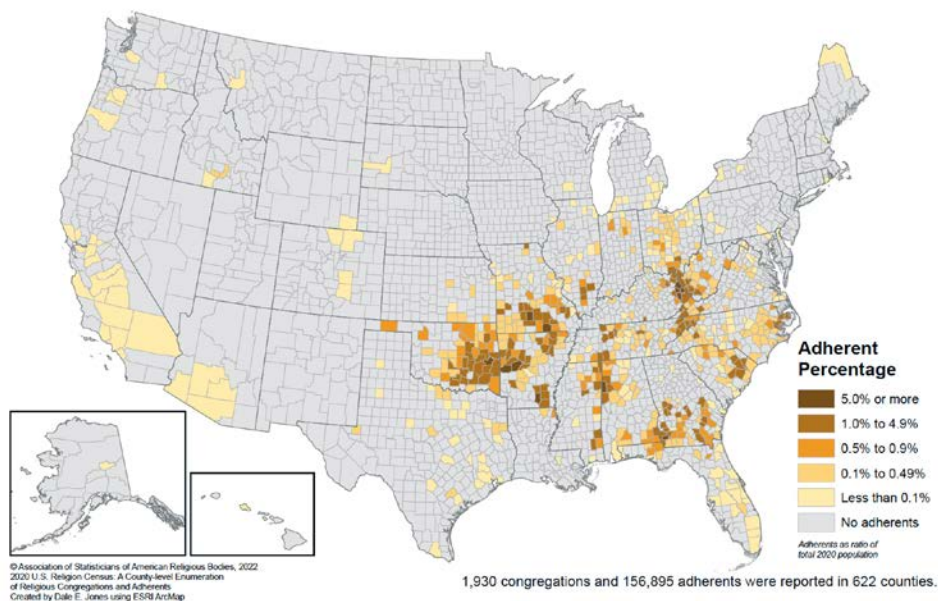 Adherent
Percentage
5.0% or more
1.0% to 4.9%
0.5% to 0.9%
0.1% to 0.49%
Less than 0.1%
No adherents
Adherents as ratio of
total 2020 population
© Association of Statisticians of American Religious Bodies, 2022
2020 U.S. Religion Census: A County-level Enumeration
of Religious Congregations and Adherents
Created by Dale E. Jones using ESRI ArcMap
1,930 congregations and 156,895 adherents were reported in 622 counties.